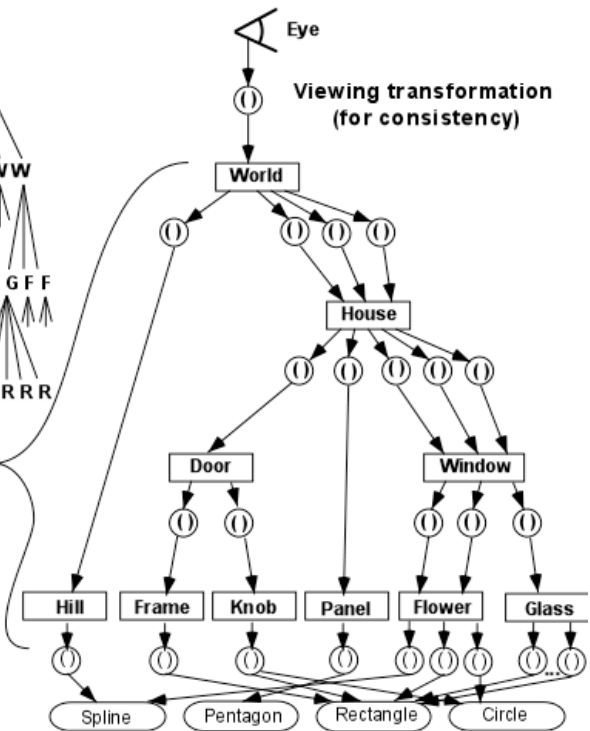 Eye
( )
Viewing transformation
(for consistency)
W
World
( ) ( ) ( ) ( )
G F F
House
( ) ( ) ( ) ( ) ( )
R R R
Door Window
( ) ( ) ( ) ( ) ( )
Hill Frame Knob Panel Flower Glass
( ) ( ) ( ) ( ) ( ) ( ) ( ) ( ) ... ( )
Spline Pentagon Rectangle Circle